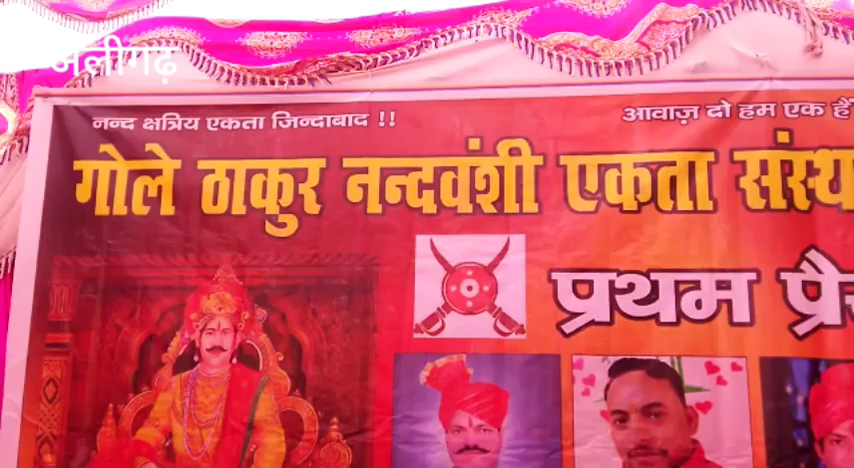 अलीगढ़
नन्द क्षत्रिय एकता जिन्दाबाद !! आवाज़ दो हम एक हैं
गोले ठाकुर नन्दवंशी एकता संस्था
प्रथम